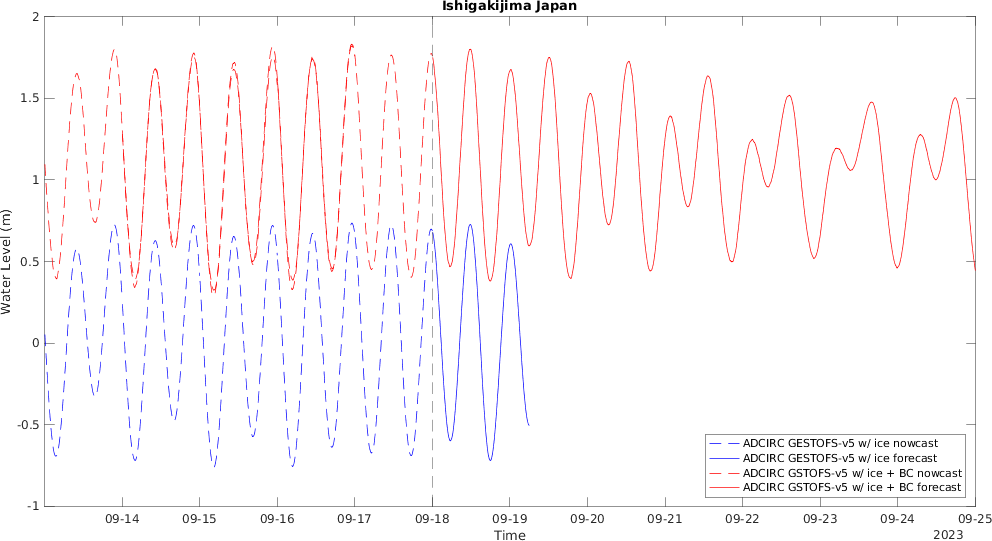 Ishigakijima Japan
2
1.5
1
0.5
0
-0.5
-1
Water Level (m)
ADCIRC GESTOFS-v5 w/ ice nowcast
ADCIRC GESTOFS-v5 w/ ice forecast
ADCIRC GSTOFS-v5 w/ ice + BC nowcast
ADCIRC GSTOFS-v5 w/ ice + BC forecast
09-14 09-15 09-16 09-17 09-18 09-19 09-20 09-21 09-22 09-23 09-24 09-25
Time
2023